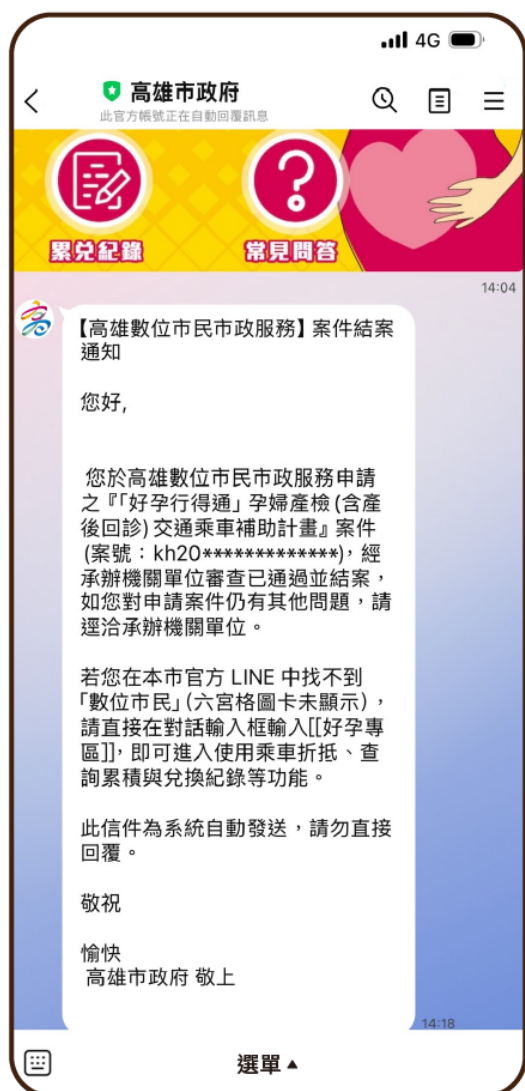 4G
高雄市政府
此官方帳號正在自動回覆訊息
累兌紀錄
常見問答
14:04
【高雄數位市民市政服務】案件結案
通知
您好,
您於高雄數位市民市政服務申請
之『「好孕行得通」孕婦產檢(含產
後回診)交通乘車補助計畫』案件
(案號：kh20*************)，經
承辦機關單位審查已通過並結案，
如您對申請案件仍有其他問題，請
逕洽承辦機關單位。
若您在本市官方 LINE 中找不到
「數位市民」(六宮格圖卡未顯示)，
請直接在對話輸入框輸入[[好孕專
區]]，即可進入使用乘車折抵、查
詢累積與兌換紀錄等功能。
此信件為系統自動發送，請勿直接
回覆。
敬祝
愉快
高雄市政府 敬上
14:18
選單▲